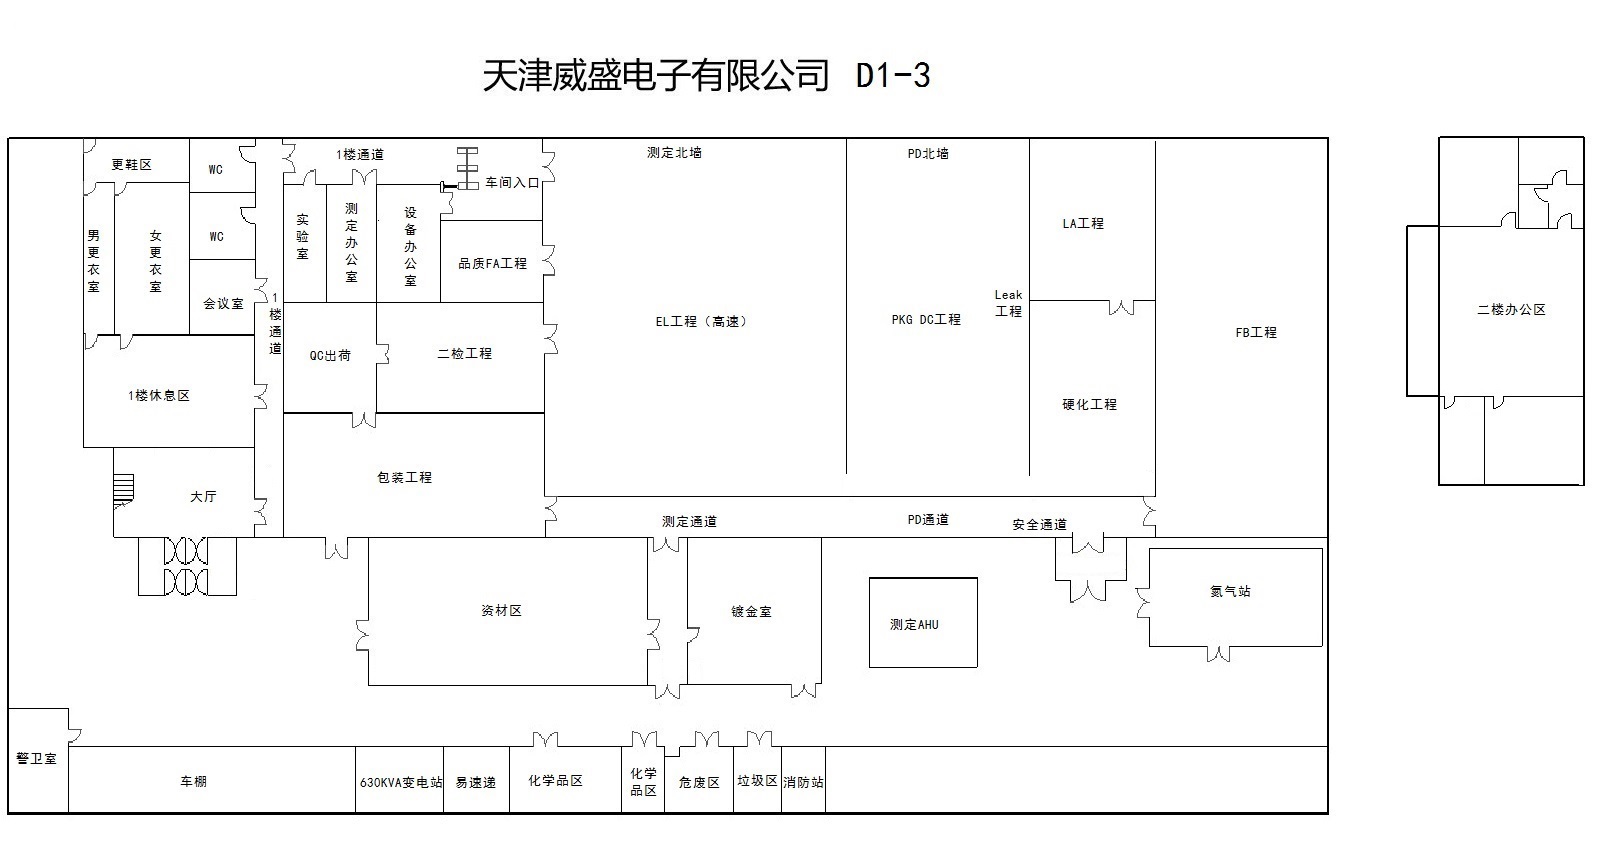 天津威盛电子有限公司 D1-3
更鞋区
WC
1楼通道
车间入口
测定北墙
PD北墙
男更衣室
女更衣室
WC
会议室
1楼通道
实验室
测定办公室
设备办公室
品质FA工程
LA工程
Leak
工程
EL工程（高速）
PKG DC工程
FB工程
二楼办公区
QC出荷
二检工程
1楼休息区
硬化工程
包装工程
大厅
测定通道
PD通道
安全通道
资材区
镀金室
测定AHU
氮气站
警卫室
车棚
630KVA变电站
易速递
化学品区
化学
品区
危废区
垃圾区
消防站